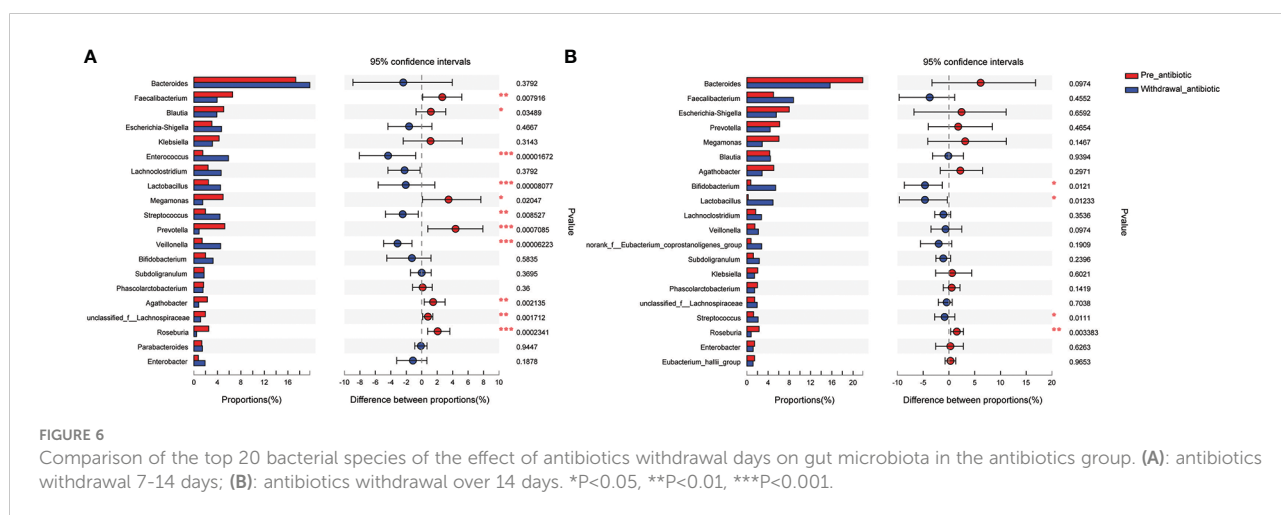 A
95% confidence intervals
Bacteroides
0.3792
Faecalibacterium
** 0.007916
Blautia
* 0.03489
Escherichia-Shigella
0.4667
Klebsiella
0.3143
Enterococcus
*** 0.00001672
Lachnoclostridium
0.3792
Lactobacillus
*** 0.00008077
Megamonas
* 0.02047
Streptococcus
** 0.008527
Prevotella
*** 0.0007085
Veillonella
*** 0.00006223
Bifidobacterium
0.5835
Subdoligranulum
0.3695
Phascolarctobacterium
0.36
Agathobacter
** 0.002135
unclassified_f__Lachnospiraceae
** 0.001712
Roseburia
*** 0.0002341
Parabacteroides
0.9447
Enterobacter
0.1878
Pvalue
0 4 8 12 16
-10 -8 -6 -4 -2 0 2 4 6 8 10
Proportions(%)
Difference between proportions(%)
B
95% confidence intervals
Pre_antibiotic
Withdrawal_antibiotic
Bacteroides
0.0974
Faecalibacterium
0.4552
Escherichia-Shigella
0.6592
Prevotella
0.4654
Megamonas
0.1467
Blautia
0.9394
Agathobacter
0.2971
Bifidobacterium
* 0.0121
Lactobacillus
* 0.01233
Lachnoclostridium
0.3536
Veillonella
0.0974
norank_f__Eubacterium_coprostanoligenes_group
0.1909
Subdoligranulum
0.2396
Klebsiella
0.6021
Phascolarctobacterium
0.1419
unclassified_f__Lachnospiraceae
0.7038
Streptococcus
* 0.0111
Roseburia
** 0.003383
Enterobacter
0.6263
Eubacterium_hallii_group
0.9653
Pvalue
0 2 4 6 8 10 12 14 16 18 20
-10 -5 0 5 10 15 20
Proportions(%)
Difference between proportions(%)
FIGURE 6
Comparison of the top 20 bacterial species of the effect of antibiotics withdrawal days on gut microbiota in the antibiotics group. (A): antibiotics
withdrawal 7-14 days; (B): antibiotics withdrawal over 14 days. *P<0.05, **P<0.01, ***P<0.001.